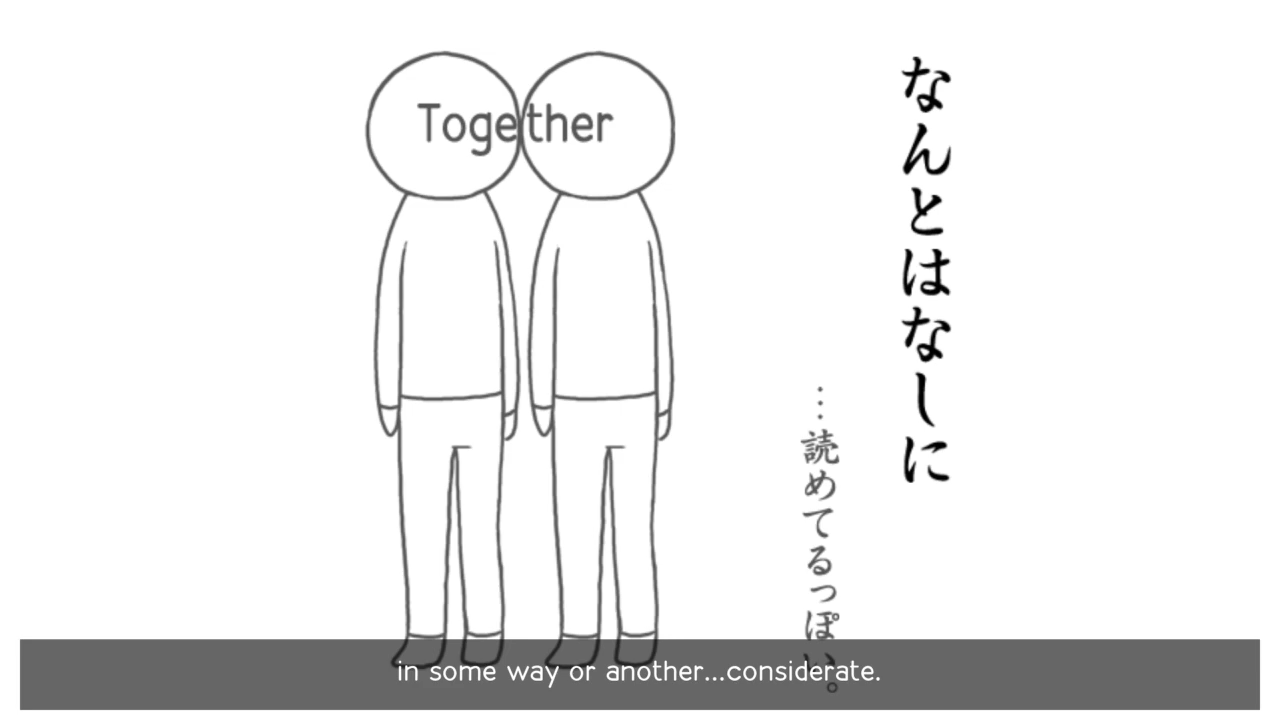 Together
なんとはなしに
…読めてるっぽい。
in some way or another...considerate.